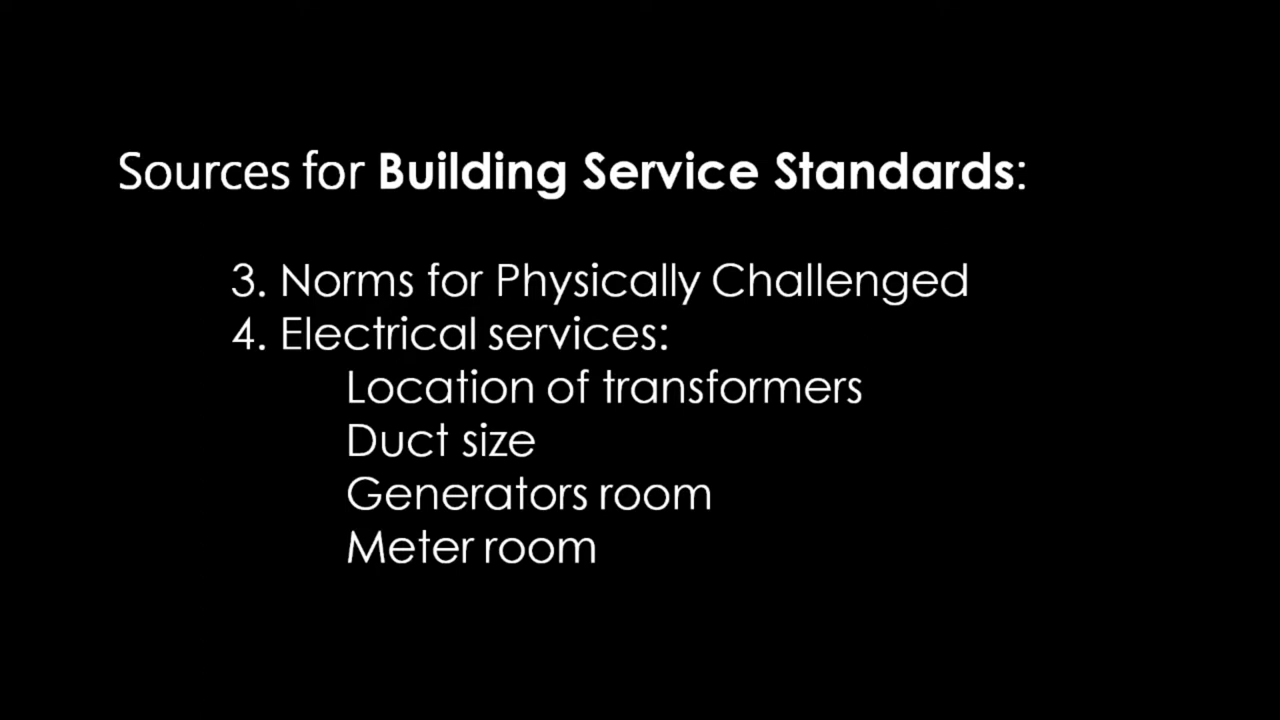 Sources for Building Service Standards:
3. Norms for Physically Challenged
4. Electrical services:
Location of transformers
Duct size
Generators room
Meter room